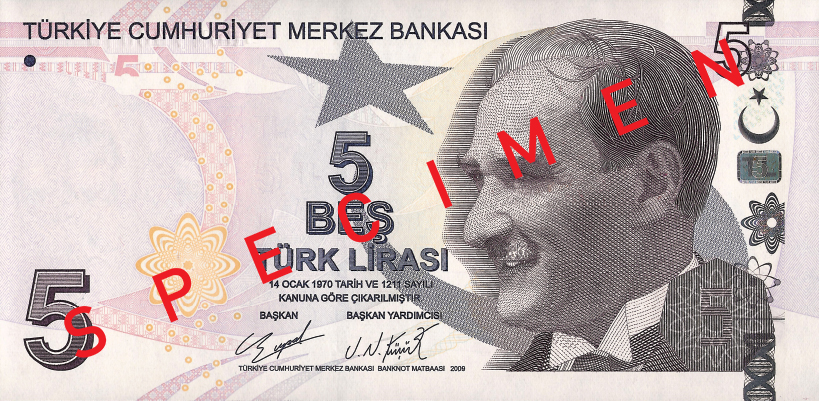 TÜRKİYE CUMHURİYET MERKEZ BANKASI
5
5
5
BEŞ
TÜRK LİRASI
14 OCAK 1970 TARİH VE 1211 SAYILI
KANUNA GÖRE ÇIKARILMIŞTIR
BAŞKAN BAŞKAN YARDIMCISI
5
TÜRKİYE CUMHURİYET MERKEZ BANKASI BANKNOT MATBAASI 2009
SPECIMEN